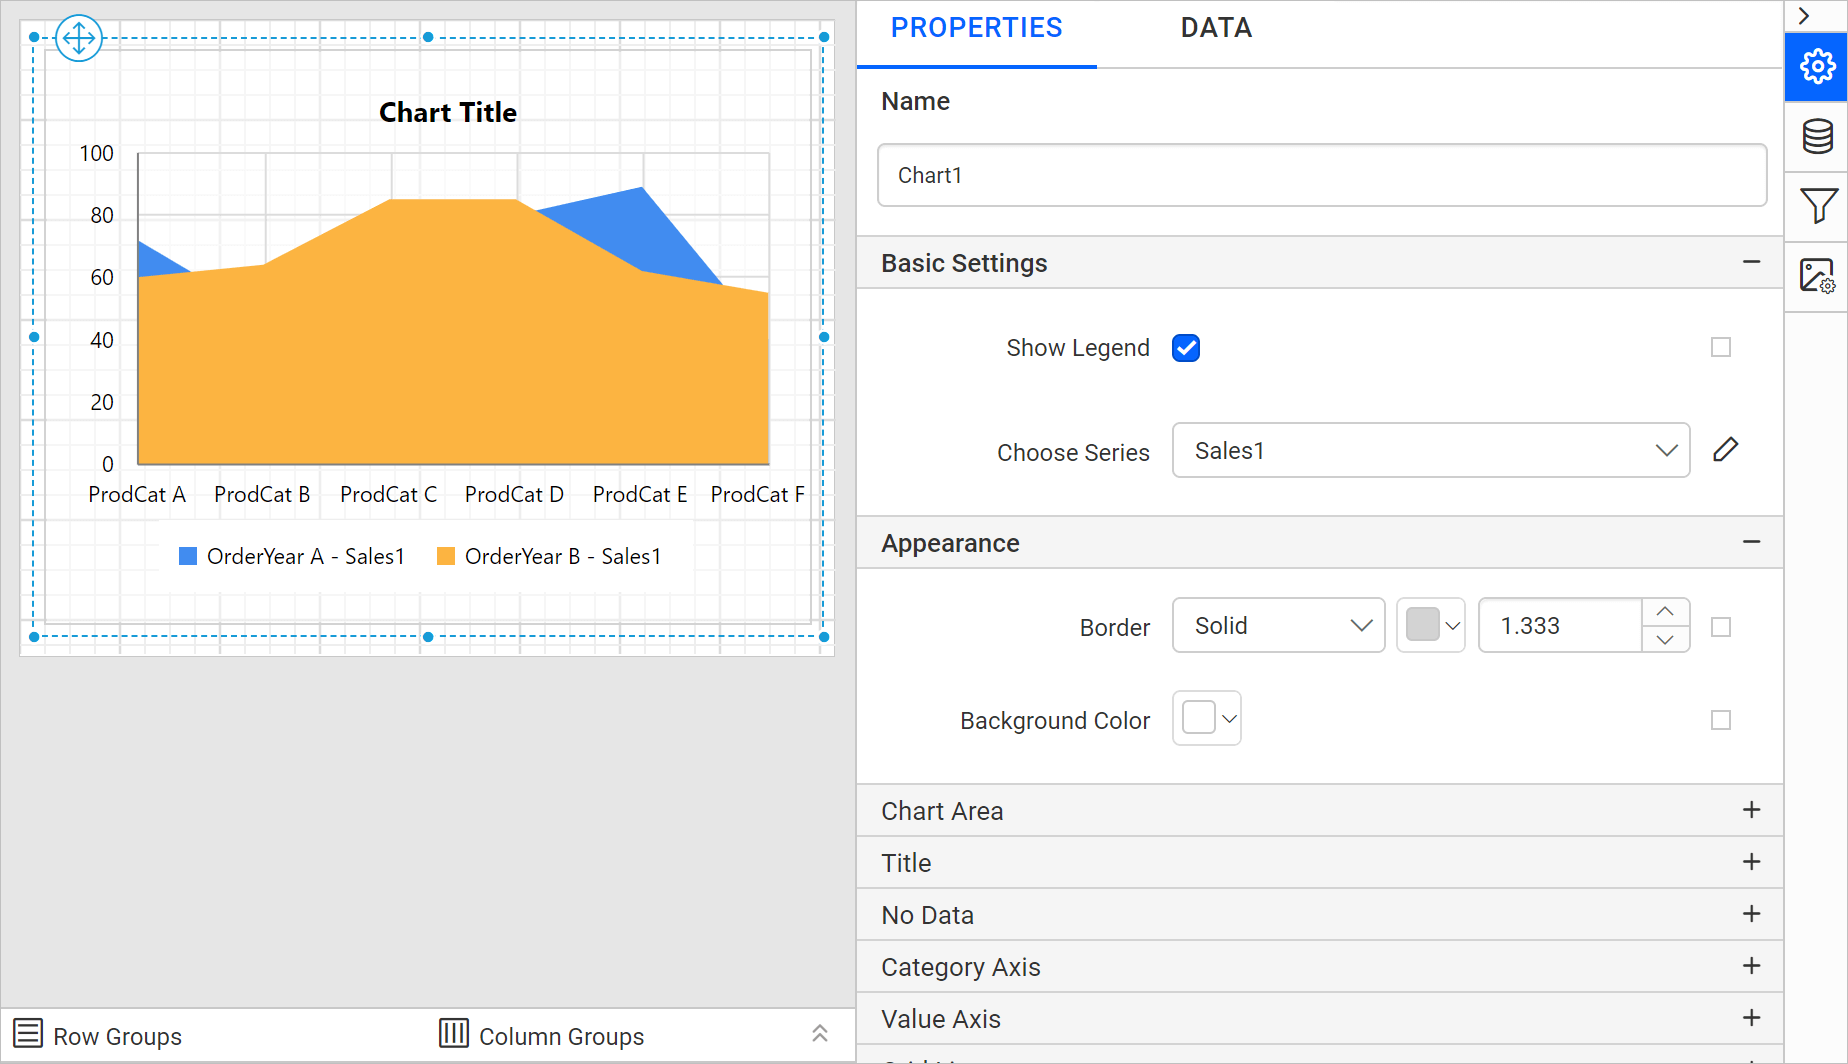 PROPERTIES
DATA
Name
Chart1
Basic Settings
Show Legend
Choose Series
Sales1
Appearance
Border
Solid
1.333
Background Color
Chart Area
Title
No Data
Category Axis
Value Axis
Chart Title
100
80
60
40
20
0
ProdCat A ProdCat B ProdCat C ProdCat D ProdCat E ProdCat F
OrderYear A - Sales1 OrderYear B - Sales1
Row Groups
Column Groups